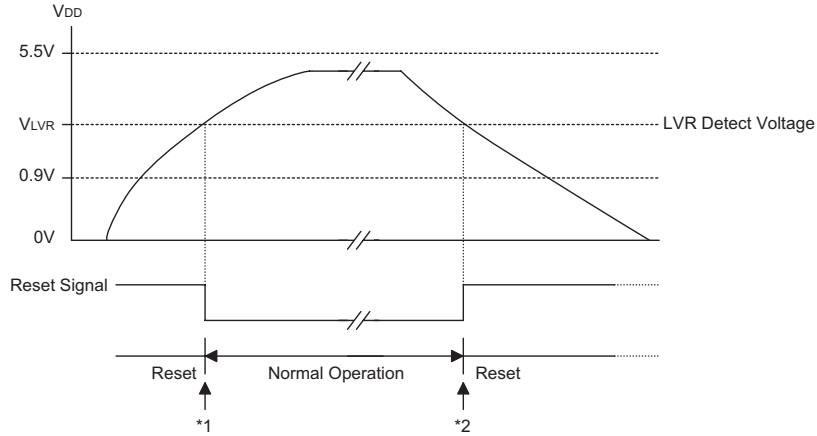 VDD
5.5V
VLVR
LVR Detect Voltage
0.9V
0V
Reset Signal
Reset
Normal Operation
Reset
*1
*2